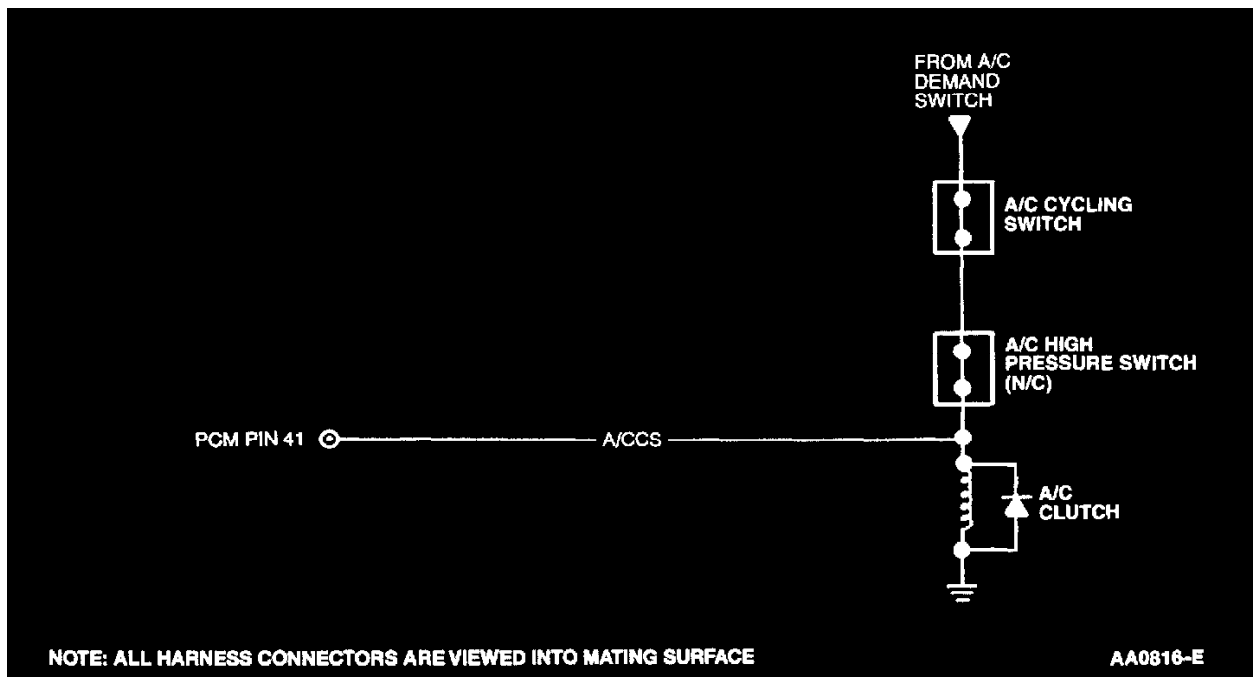 FROM A/C
DEMAND
SWITCH
A/C CYCLING
SWITCH
A/C HIGH
PRESSURE SWITCH
(N/C)
PCM PIN 41
A/CCS
A/C
CLUTCH
NOTE: ALL HARNESS CONNECTORS ARE VIEWED INTO MATING SURFACE
AA0816-E